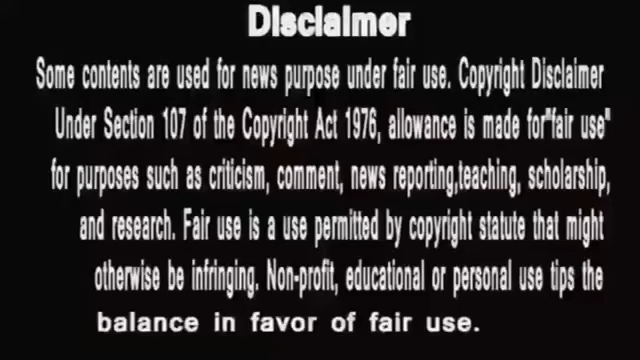 Disclaimer
Some contents are used for news purpose under fair use. Copyright Disclaimer
Under Section 107 of the Copyright Act 1976, allowance is made for"fair use"
for purposes such as criticism, comment, news reporting,teaching, scholarship,
and research. Fair use is a use permitted by copyright statute that might
otherwise be infringing. Non-profit, educational or personal use tips the
balance in favor of fair use.